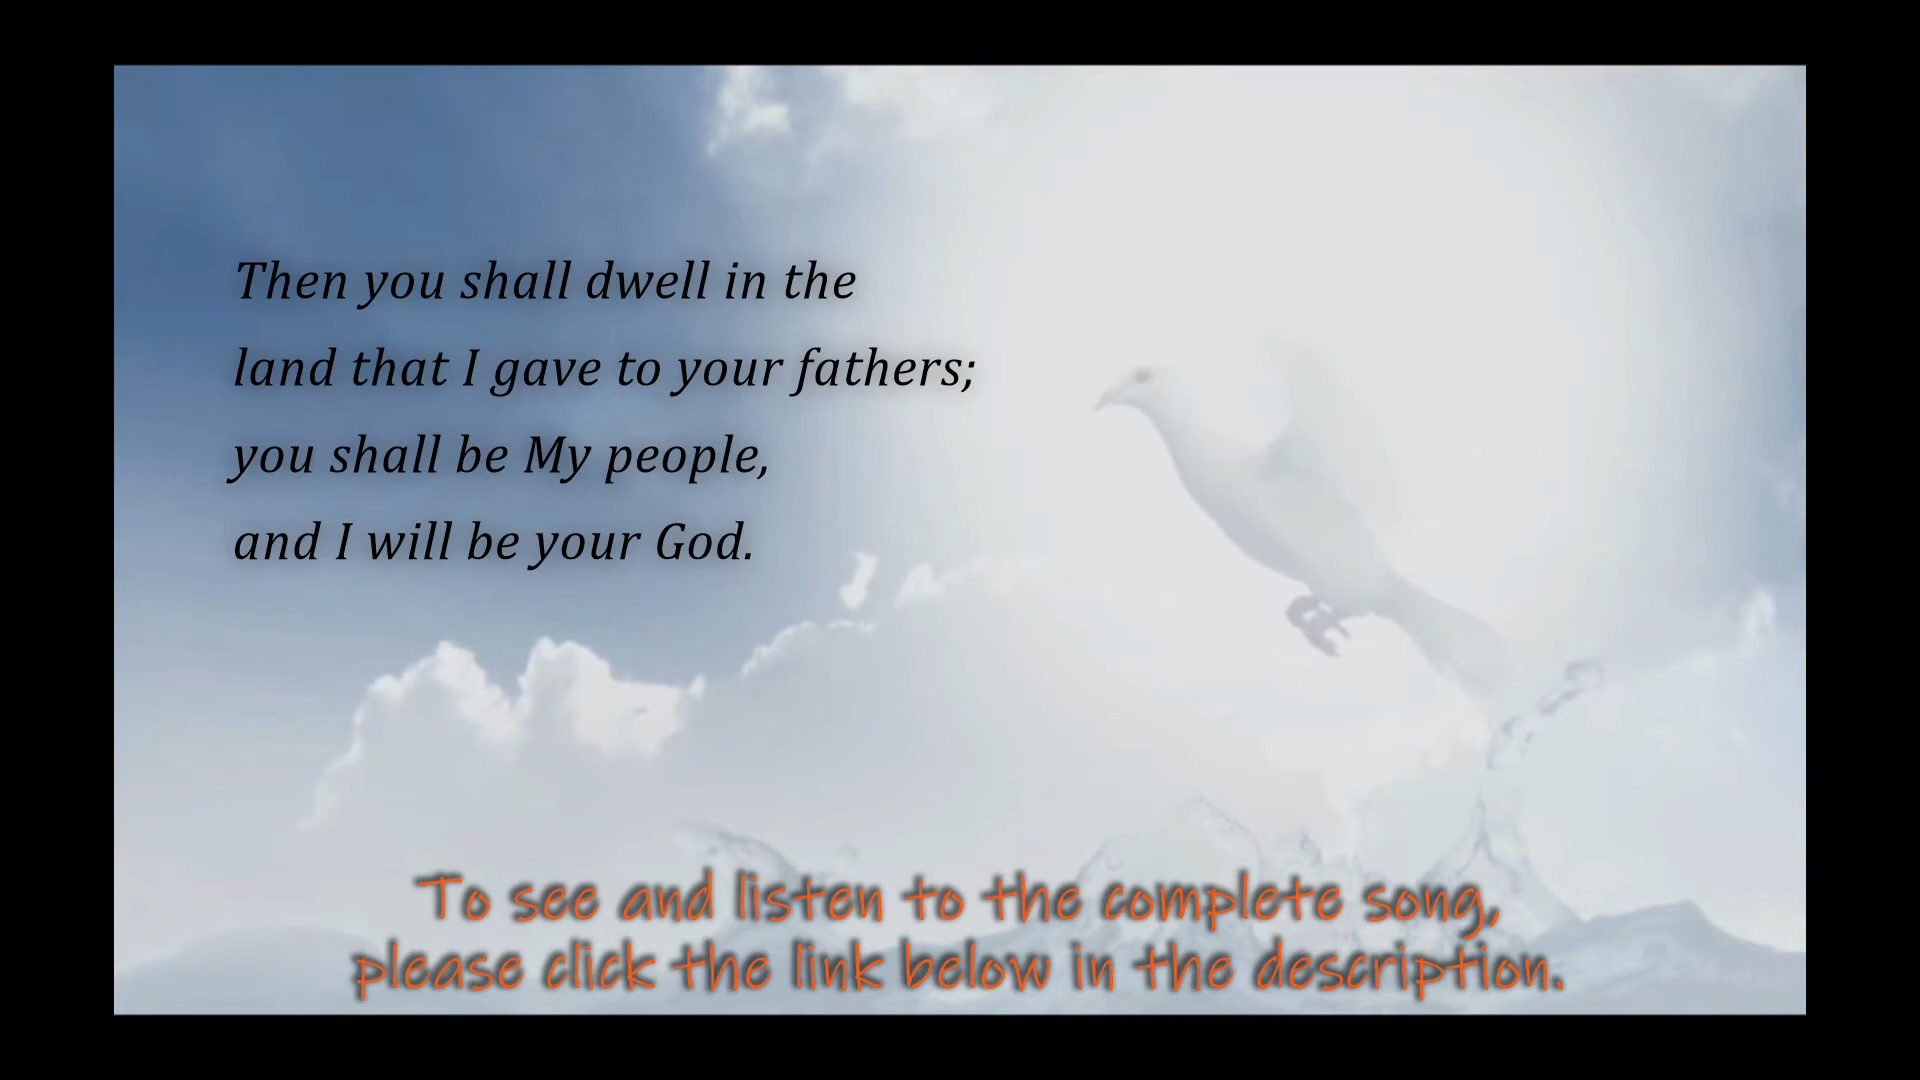 Then you shall dwell in the
land that I gave to your fathers;
you shall be My people,
and I will be your God.
To see and listen to the complete song,
please click the link below in the description.